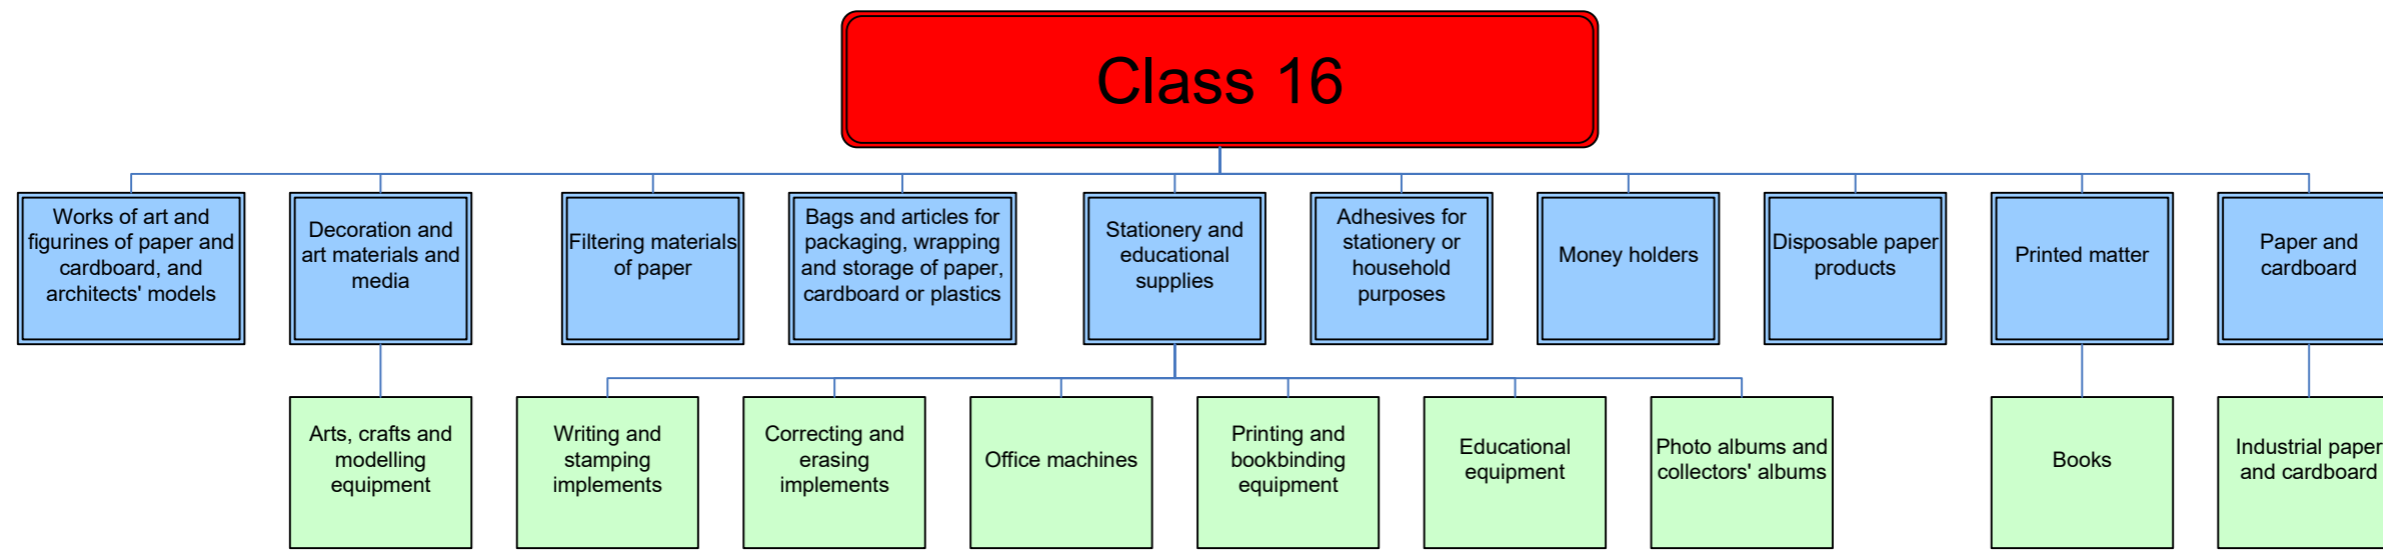 Class 16
Works of art and
figurines of paper and
cardboard, and
architects' models
Decoration and
art materials and
media
Filtering materials
of paper
Bags and articles for
packaging, wrapping
and storage of paper,
cardboard or plastics
Stationery and
educational
supplies
Adhesives for
stationery or
household
purposes
Money holders
Disposable paper
products
Printed matter
Paper and
cardboard
Arts, crafts and
modelling
equipment
Writing and
stamping
implements
Correcting and
erasing
implements
Office machines
Printing and
bookbinding
equipment
Educational
equipment
Photo albums and
collectors' albums
Books
Industrial paper
and cardboard